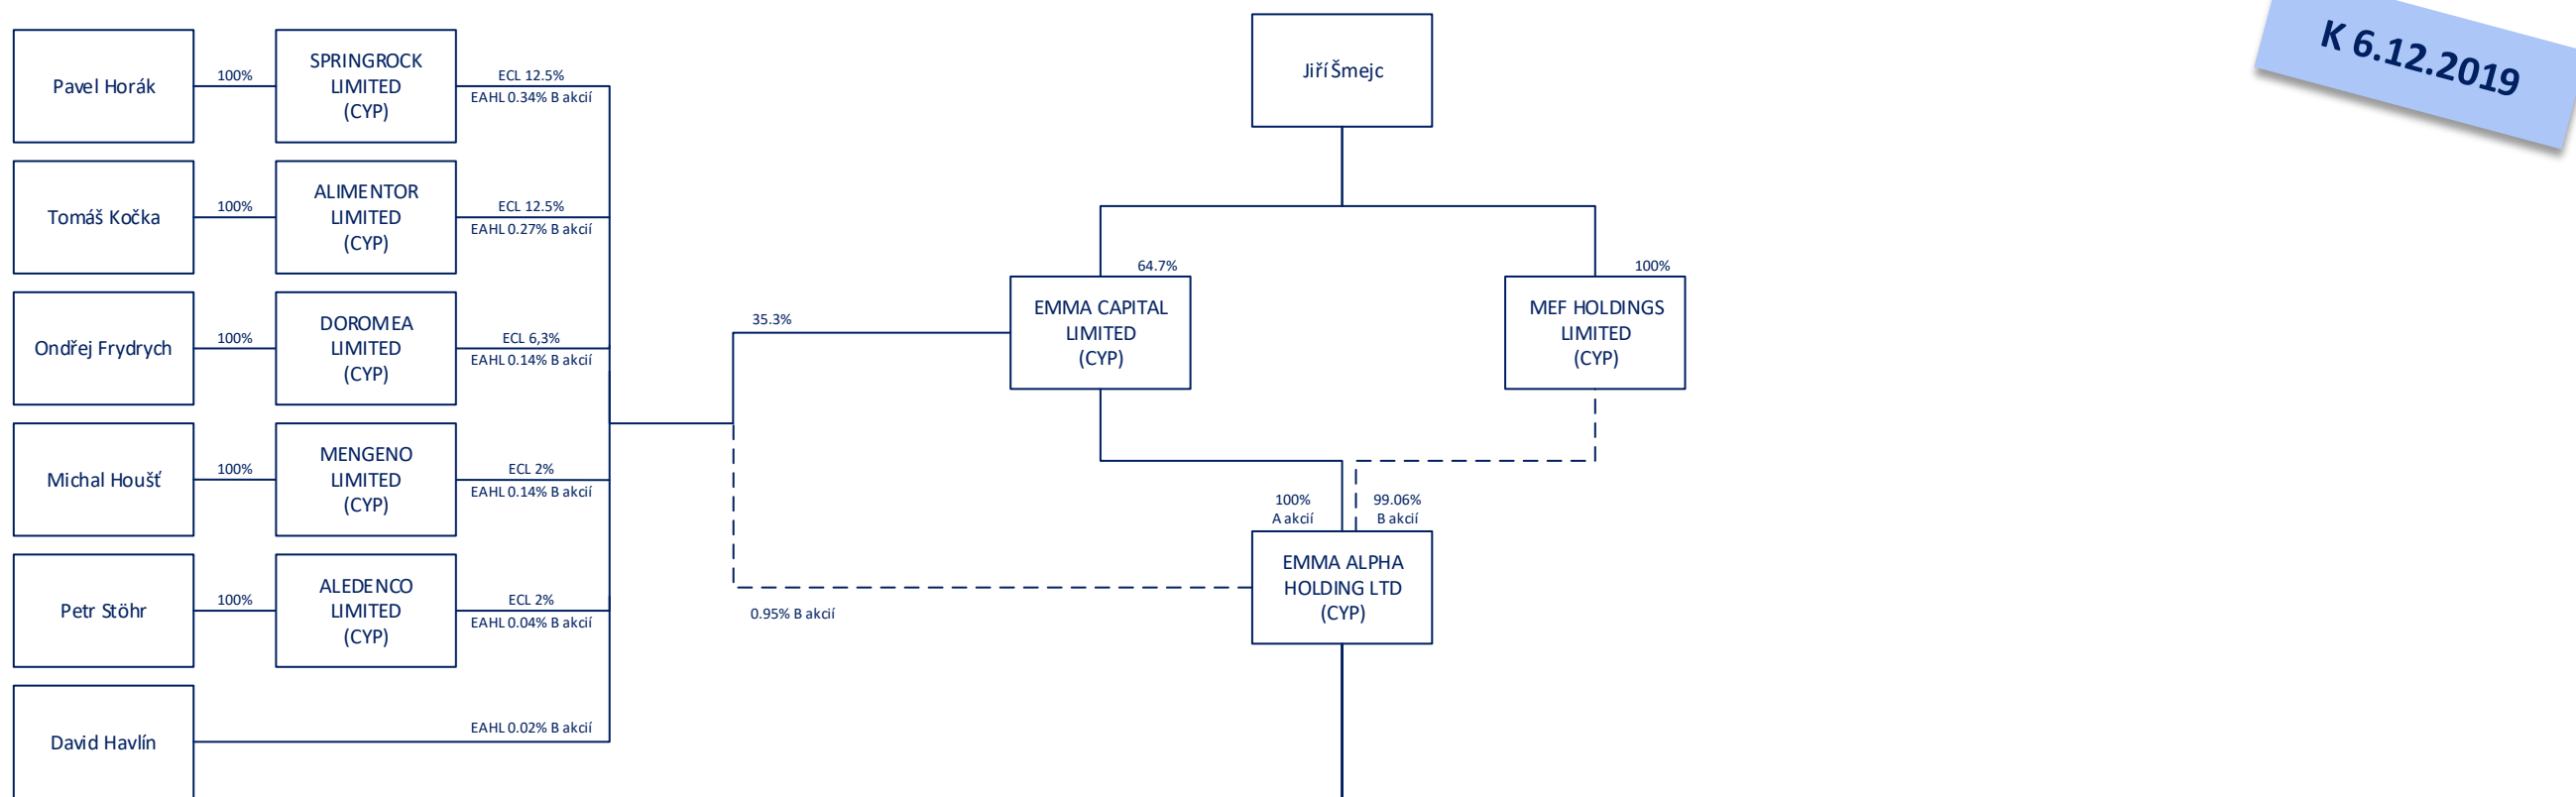 K 6.12.2019
Jiří Šmejc
Pavel Horák
100%
SPRINGROCK
LIMITED
(CYP)
ECL 12.5%
EAHL 0.34% B akcií
Tomáš Kočka
100%
ALIMENTOR
LIMITED
(CYP)
ECL 12.5%
EAHL 0.27% B akcií
Ondřej Frydrych
100%
DOROMEA
LIMITED
(CYP)
ECL 6,3%
EAHL 0.14% B akcií
Michal Houšť
100%
MENGENO
LIMITED
(CYP)
ECL 2%
EAHL 0.14% B akcií
Petr Stöhr
100%
ALEDENCO
LIMITED
(CYP)
ECL 2%
EAHL 0.04% B akcií
David Havlín
EAHL 0.02% B akcií
35.3%
0.95% B akcií
64.7%
EMMA CAPITAL
LIMITED
(CYP)
100%
MEF HOLDINGS
LIMITED
(CYP)
100%
A akcií
99.06%
B akcií
EMMA ALPHA
HOLDING LTD
(CYP)